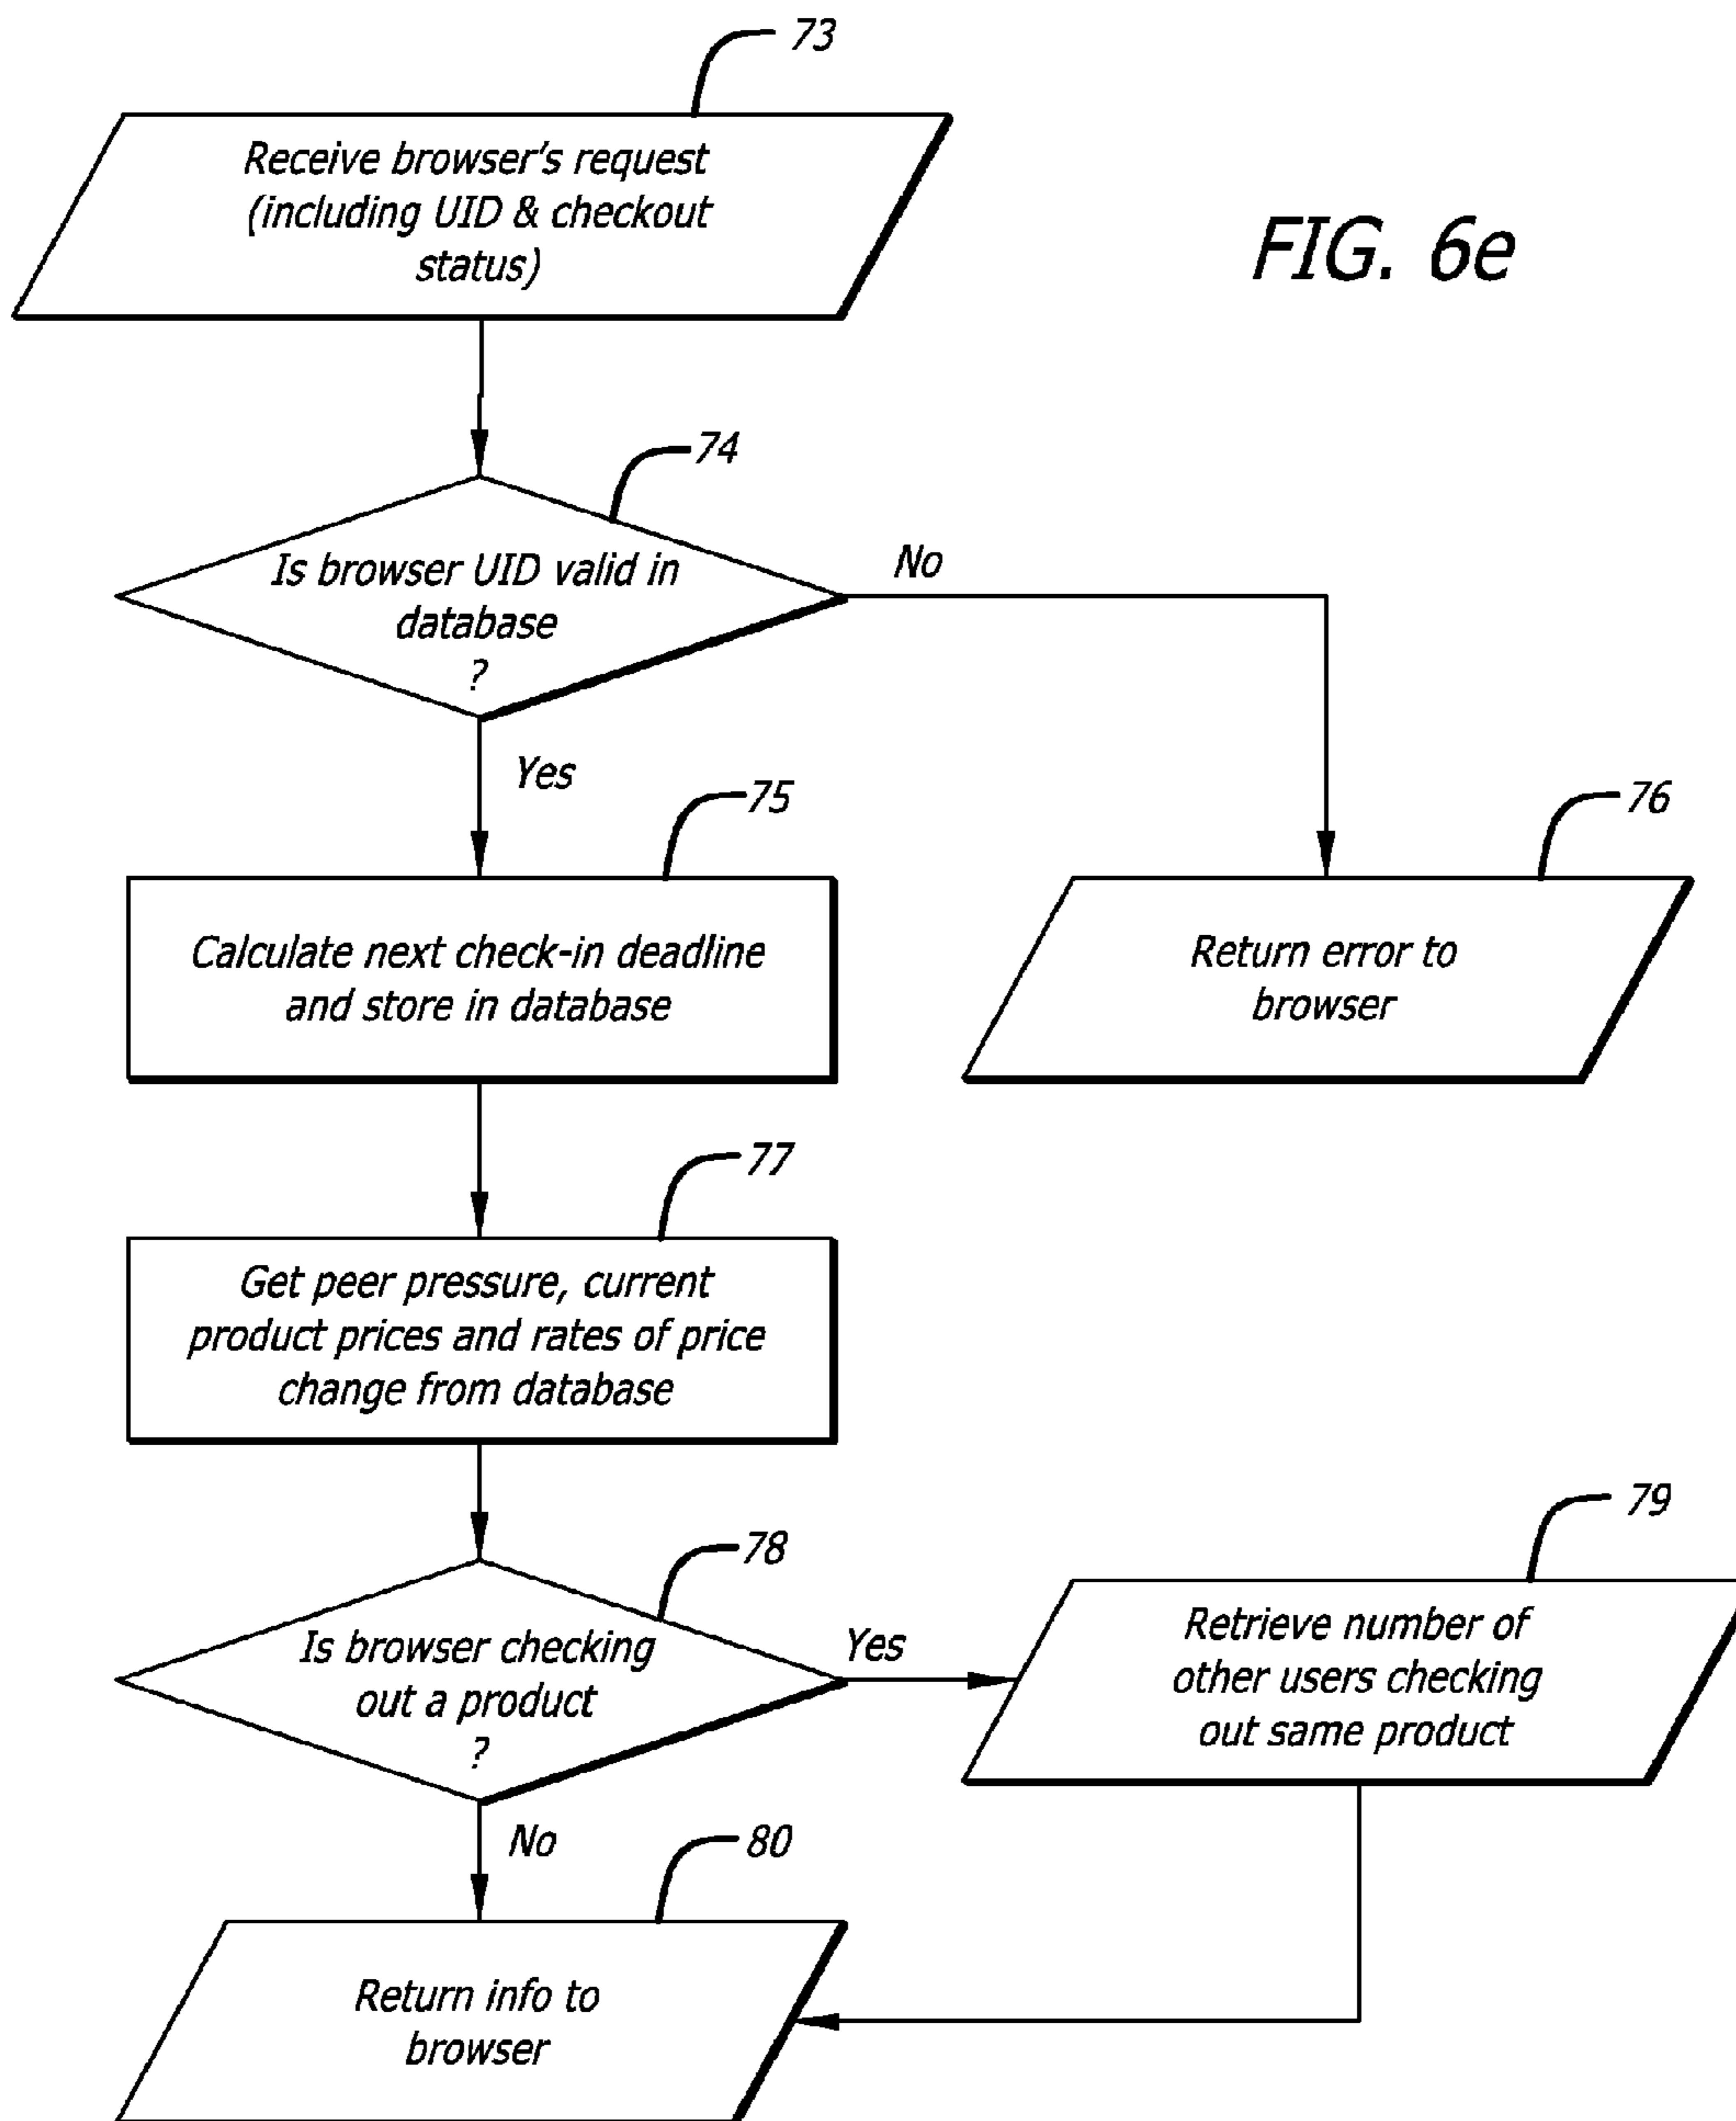 73
Receive browser's request
(including UID & checkout
status)
FIG. 6e
74
Is browser UID valid in
database
?
No
Yes
75
Calculate next check-in deadline
and store in database
76
Return error to
browser
77
Get peer pressure, current
product prices and rates of price
change from database
78
Is browser checking
out a product
?
Yes
79
Retrieve number of
other users checking
out same product
No
80
Return info to
browser